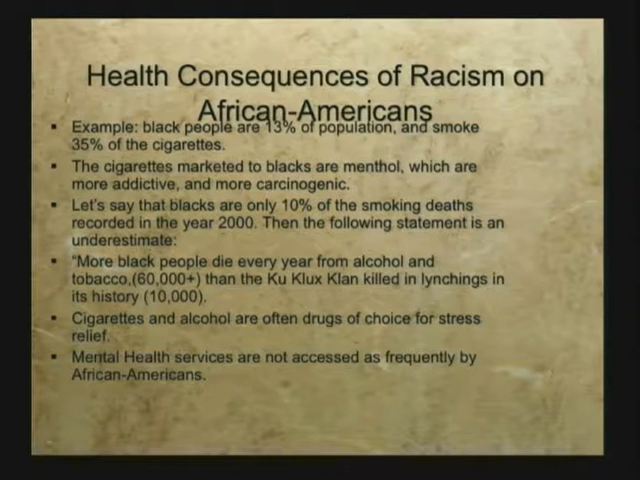 Health Consequences of Racism on
African-Americans
▪ Example: black people are 13% of population, and smoke
35% of the cigarettes.
▪ The cigarettes marketed to blacks are menthol, which are
more addictive, and more carcinogenic.
▪ Let's say that blacks are only 10% of the smoking deaths
recorded in the year 2000. Then the following statement is an
underestimate:
▪ “More black people die every year from alcohol and
tobacco,(60,000+) than the Ku Klux Klan killed in lynchings in
its history (10,000).
▪ Cigarettes and alcohol are often drugs of choice for stress
relief.
▪ Mental Health services are not accessed as frequently by
African-Americans.